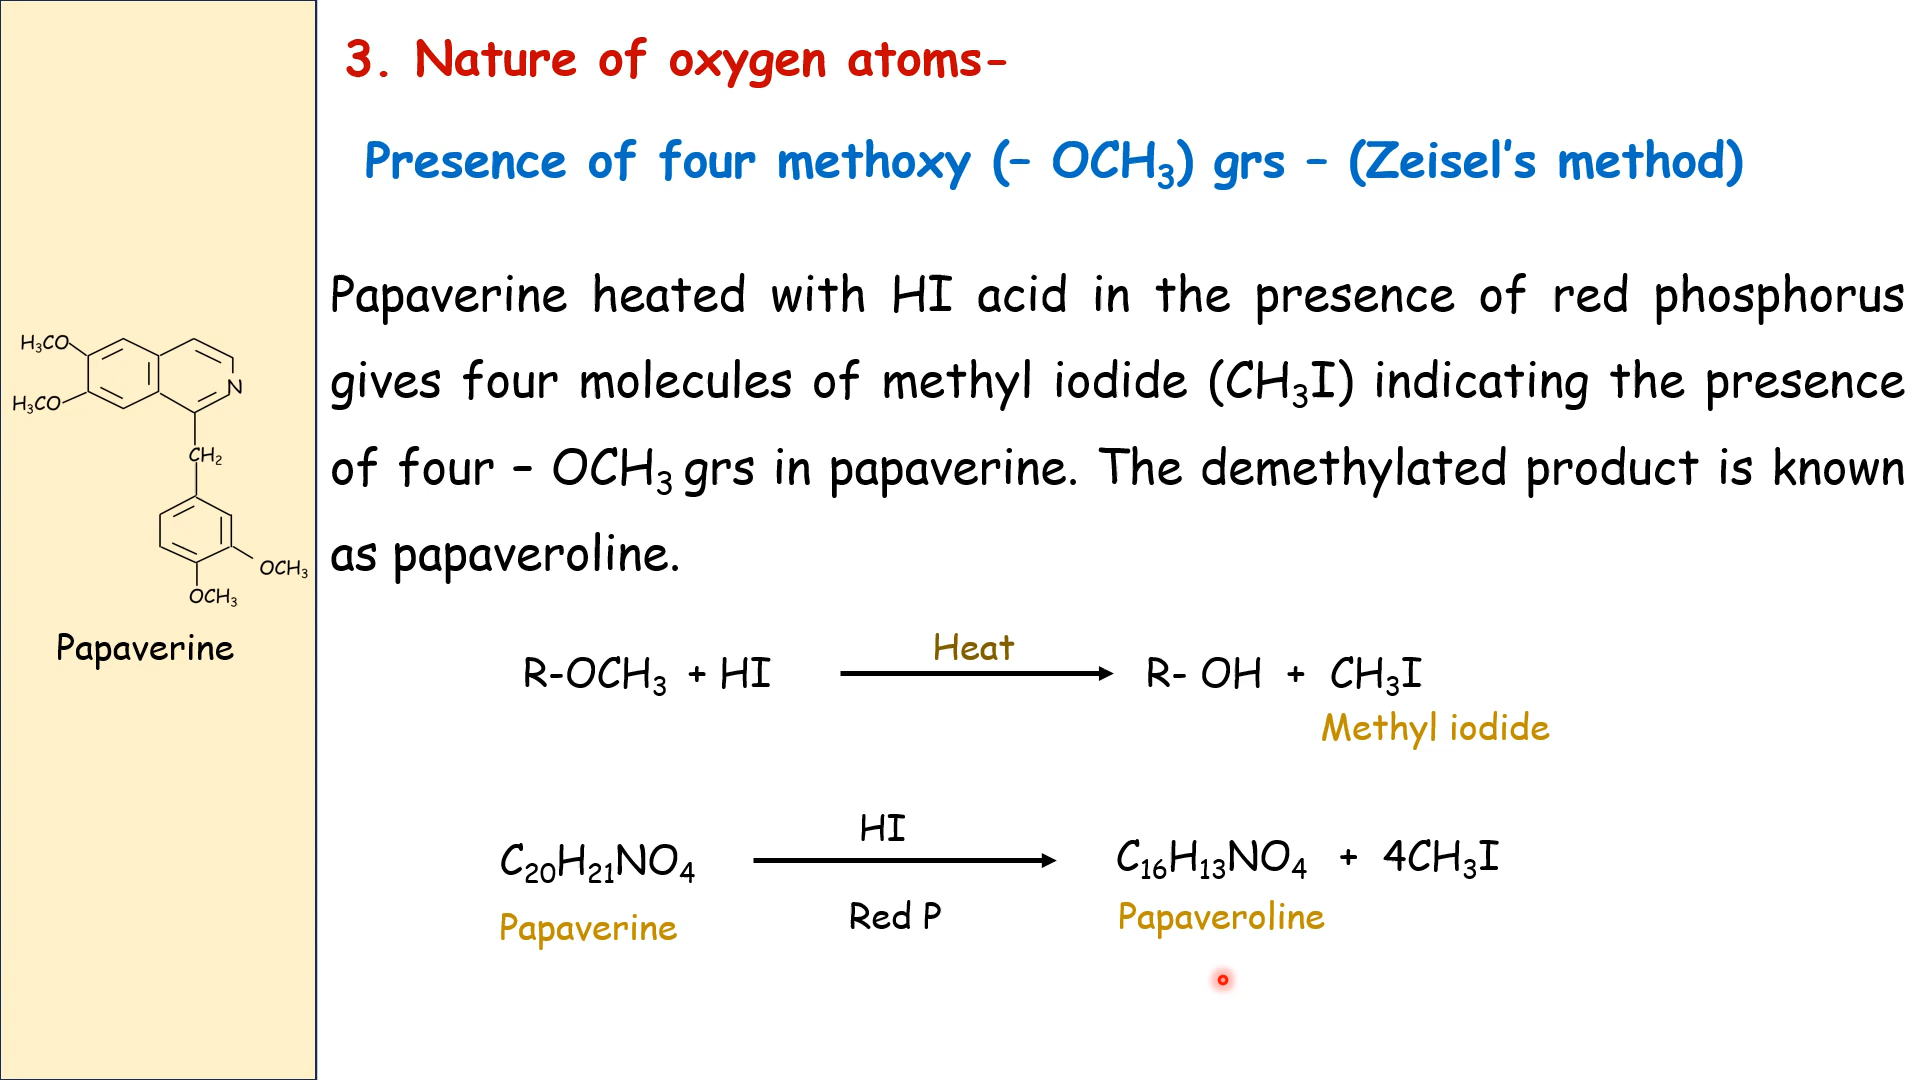 3. Nature of oxygen atoms-
Presence of four methoxy (– OCH₃) grs – (Zeisel’s method)
Papaverine heated with HI acid in the presence of red phosphorus
gives four molecules of methyl iodide (CH₃I) indicating the presence
of four – OCH₃ grs in papaverine. The demethylated product is known
as papaveroline.
H₃CO
N
H₃CO
CH₂
OCH₃
OCH₃
Papaverine
Heat
R-OCH₃ + HI R- OH + CH₃I
Methyl iodide
HI
C₂₀H₂₁NO₄ C₁₆H₁₃NO₄ + 4CH₃I
Papaverine Red P Papaveroline